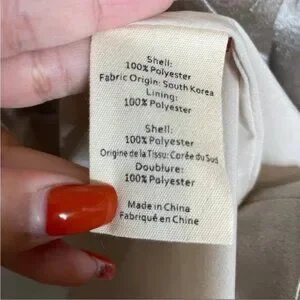 Shell:
100% Polyester
Fabric Origin: South Korea
Lining:
100% Polyester
Shell:
100% Polyester
Origine de la Tissu: Corée du Sud
Doublure:
100% Polyester
Made in China
Fabriqué en Chine